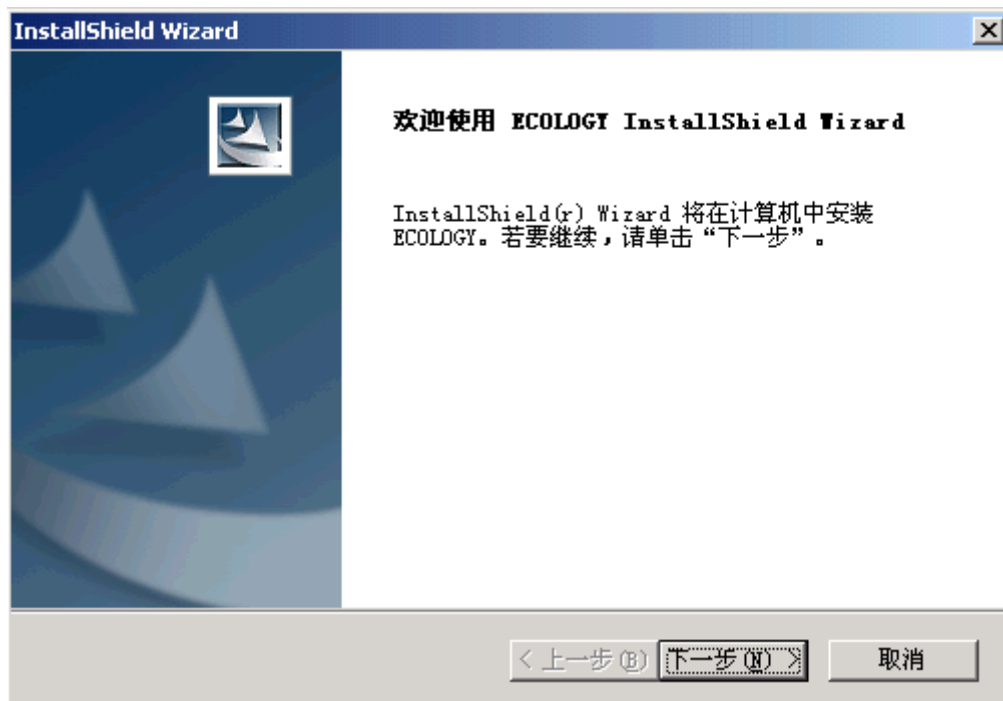 InstallShield Wizard
欢迎使用 ECOLOGY InstallShield Wizard
InstallShield(r) Wizard 将在计算机中安装
ECOLOGY。若要继续，请单击“下一步”。
< 上一步(B) 下一步(N) > 取消